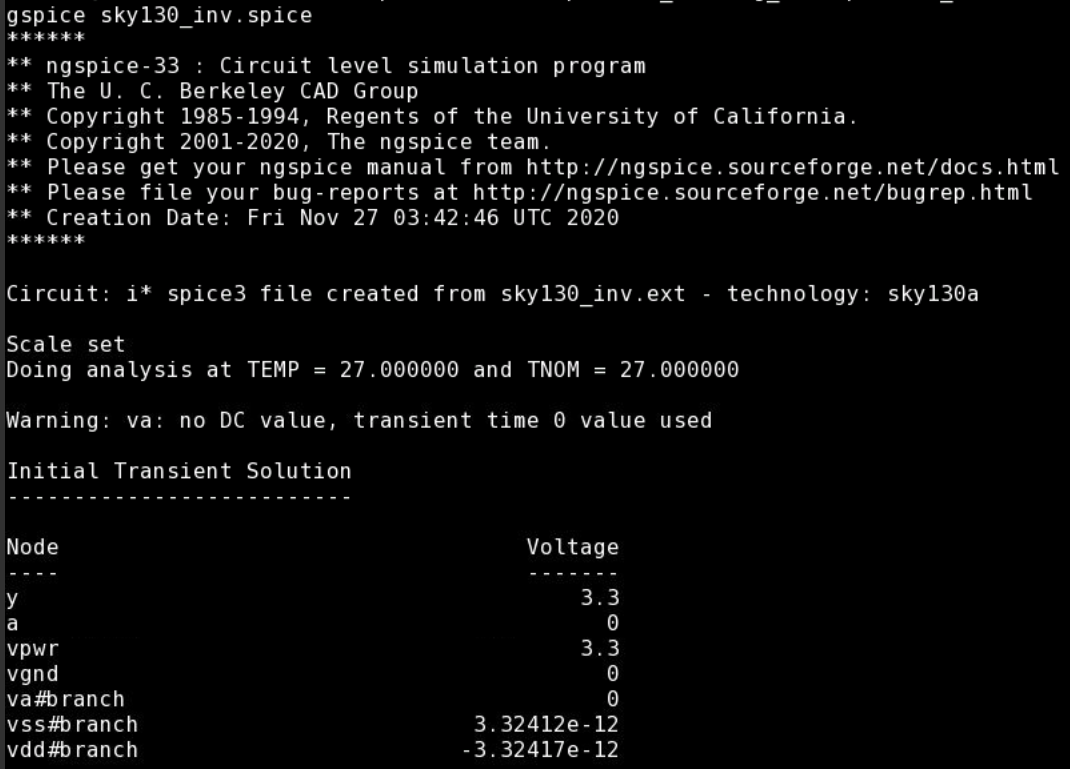 gspice sky130_inv.spice
******
** ngspice-33 : Circuit level simulation program
** The U. C. Berkeley CAD Group
** Copyright 1985-1994, Regents of the University of California.
** Copyright 2001-2020, The ngspice team.
** Please get your ngspice manual from http://ngspice.sourceforge.net/docs.html
** Please file your bug-reports at http://ngspice.sourceforge.net/bugrep.html
** Creation Date: Fri Nov 27 03:42:46 UTC 2020
******
Circuit: i* spice3 file created from sky130_inv.ext - technology: sky130a
Scale set
Doing analysis at TEMP = 27.000000 and TNOM = 27.000000
Warning: va: no DC value, transient time 0 value used
Initial Transient Solution
--------------------------
Node Voltage
---- -------
y 3.3
a 0
vpwr 3.3
vgnd 0
va#branch 0
vss#branch 3.32412e-12
vdd#branch -3.32417e-12